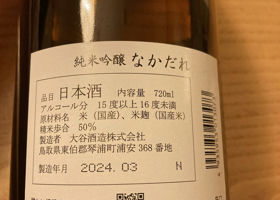 純米吟醸 なかだれ
品目 日本酒 内容量 720ml
アルコール分 15度以上16度未満
原材料名 米(国産)、米麹(国産米)
精米歩合 50%
製造者 大谷酒造株式会社
鳥取県東伯郡琴浦町浦安368番地
製造年月 2024.03 N